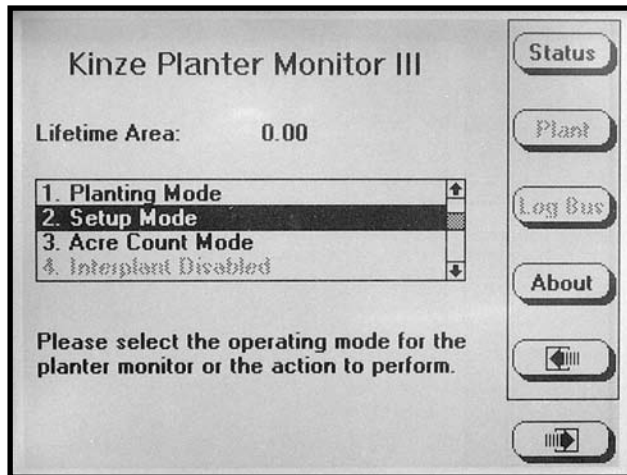 Kinze Planter Monitor III
Lifetime Area: 0.00
1. Planting Mode
2. Setup Mode
3. Acre Count Mode
4. Interplant Disabled
Please select the operating mode for the
planter monitor or the action to perform.
Status
Plant
Log Bus
About